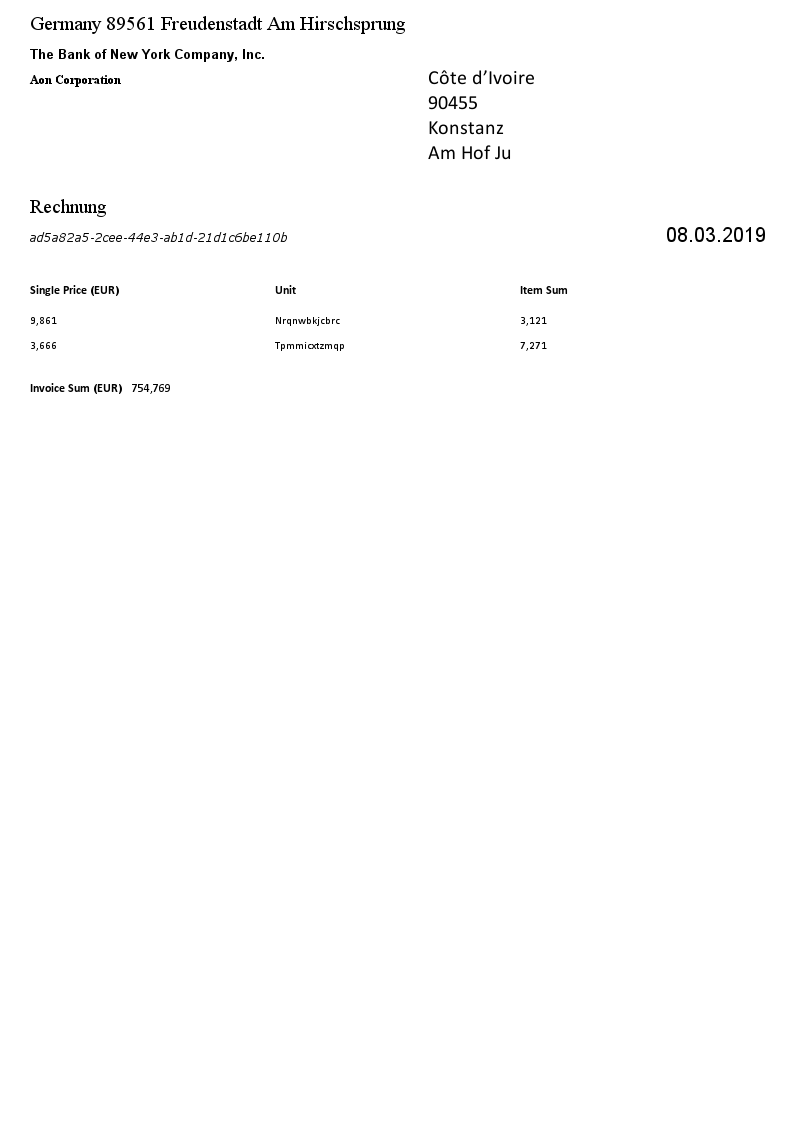 Germany 89561 Freudenstadt Am Hirschsprung
The Bank of New York Company, Inc.
Aon Corporation
Côte d’Ivoire
90455
Konstanz
Am Hof Ju
Rechnung
ad5a82a5-2cee-44e3-ab1d-21d1c6be110b 08.03.2019
Single Price (EUR) Unit Item Sum
9,861 Nrqnwbkjcbrc 3,121
3,666 Tpmmicxtzmqp 7,271
Invoice Sum (EUR) 754,769